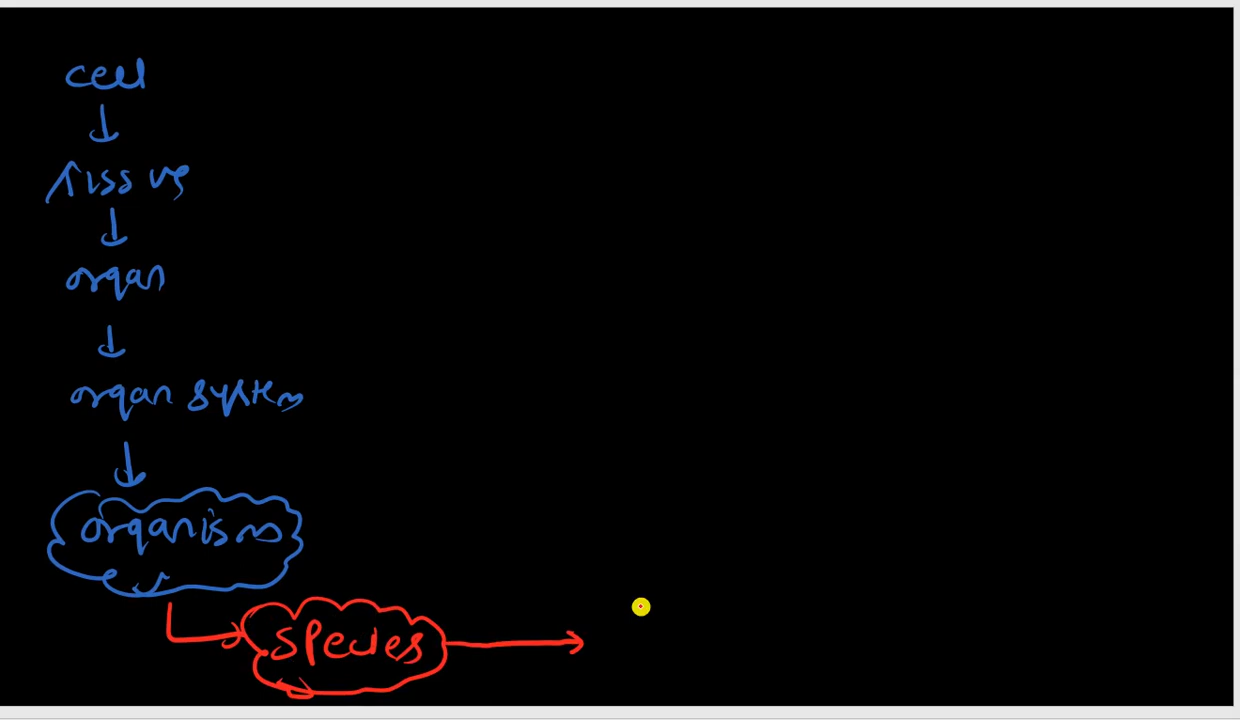 cell
tissue
organ
organ system
organism
species